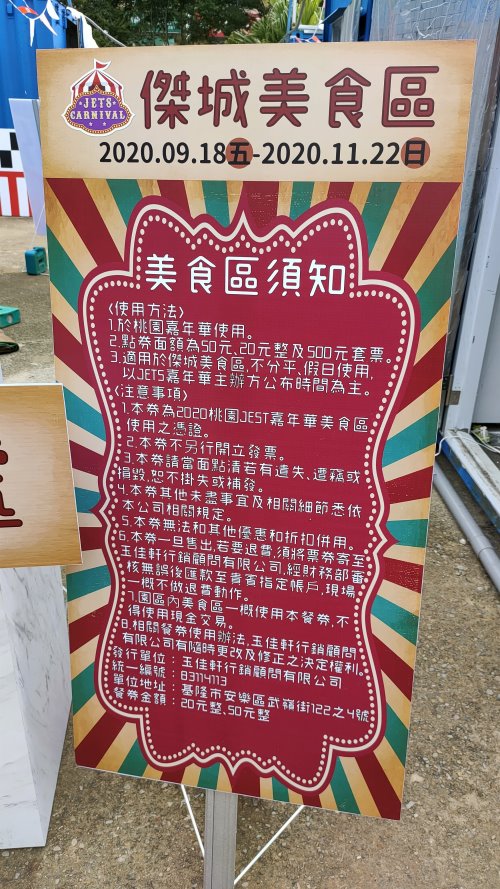 JETS
CARNIVAL
傑城美食區
2020.09.18五-2020.11.22日
美食區須知
〈使用方法〉
1.於桃園嘉年華使用。
2.點券面額為50元、20元整及500元套票。
3.適用於傑城美食區,不分平、假日使用,
以JETS嘉年華主辦方公布時間為主。
〈注意事項〉
1.本券為2020桃園JEST嘉年華美食區
使用之憑證。
2.本券不另行開立發票。
3.本券請當面點清若有遺失、遭竊或
損毀,恕不掛失或補發。
4.本券其他未盡事宜及相關細節悉依
本公司相關規定。
5.本券無法和其他優惠和折扣併用。
6.本券一旦售出,若要退費,須將票券寄至
玉佳軒行銷顧問有限公司,經財務部審
核無誤後匯款至貴賓指定帳戶,現場
一概不做退費動作。
7.園區內美食區一概使用本餐券,不
得使用現金交易。
8.相關餐券使用辦法,玉佳軒行銷顧問
有限公司有隨時更改及修正之決定權利。
發行單位：玉佳軒行銷顧問有限公司
統一編號：83114113
單位地址：基隆市安樂區武嶺街122之4號
餐券金額：20元整、50元整